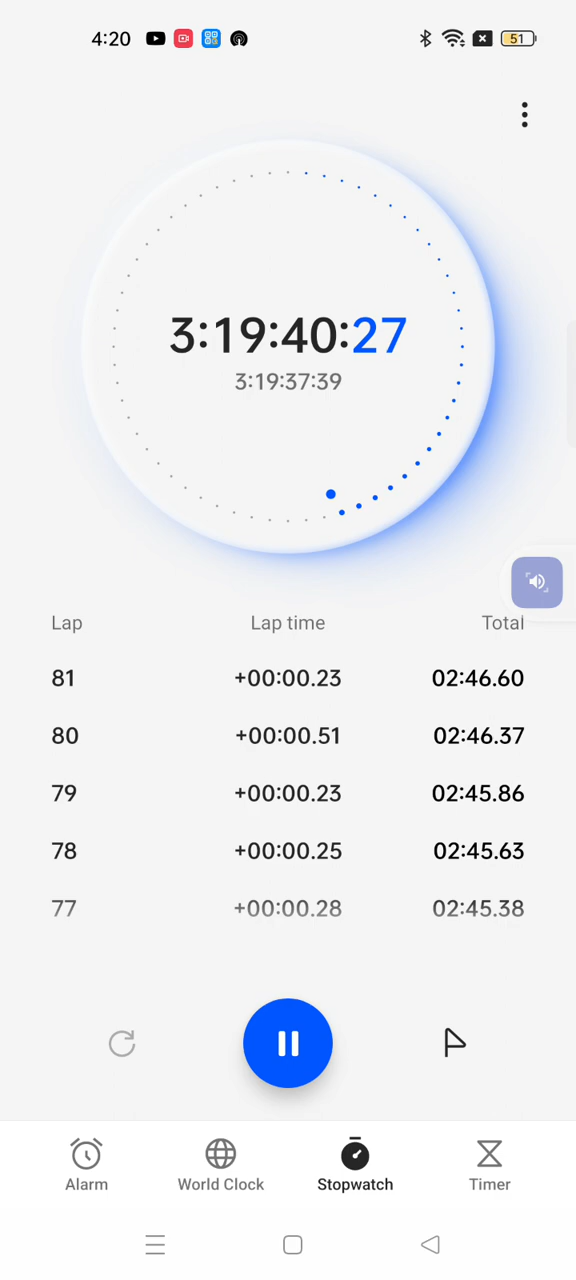 4:20 51
3:19:40:27
3:19:37:39
Lap Lap time Total
81 +00:00.23 02:46.60
80 +00:00.51 02:46.37
79 +00:00.23 02:45.86
78 +00:00.25 02:45.63
77 +00:00.28 02:45.38
Alarm World Clock Stopwatch Timer